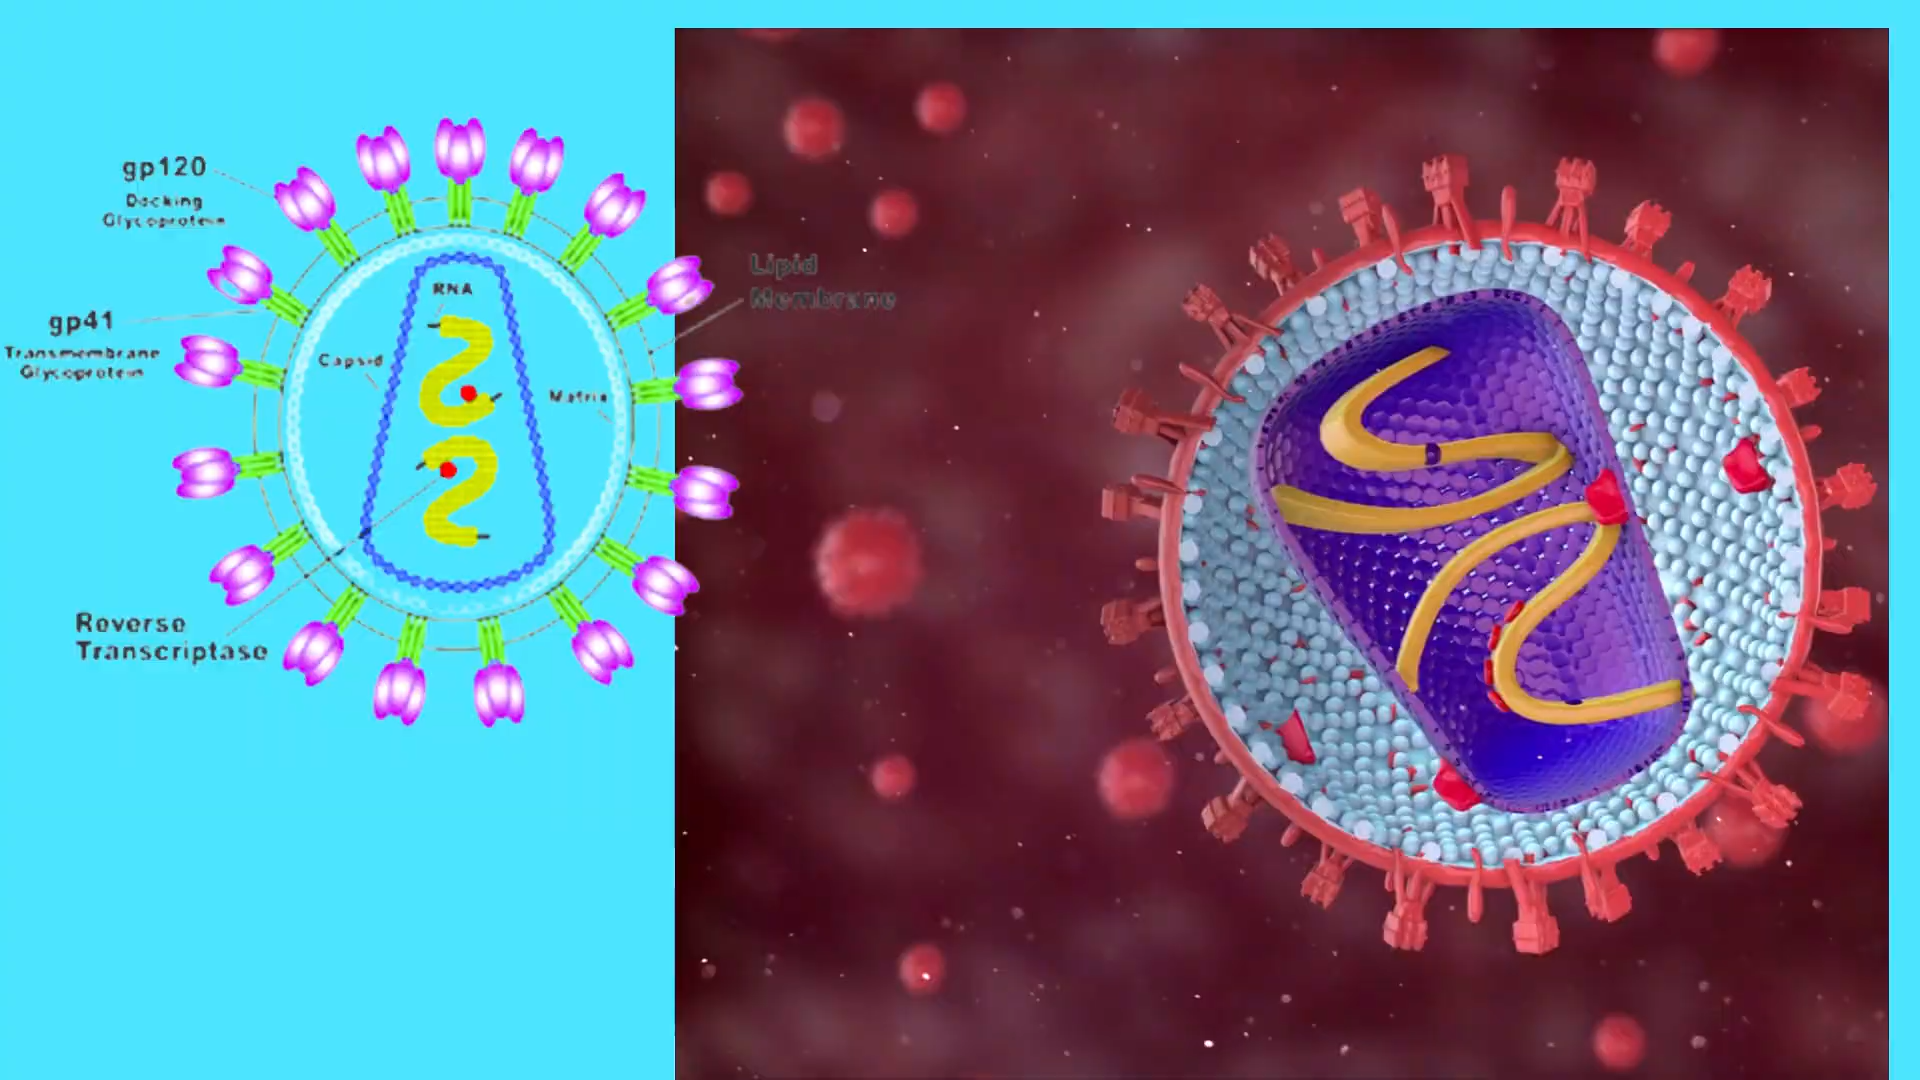 gp120
Docking
Glycoprotein
Lipid
Membrane
RNA
gp41
Transmembrane
Glycoprotein
Capsid
Matrix
Reverse
Transcriptase